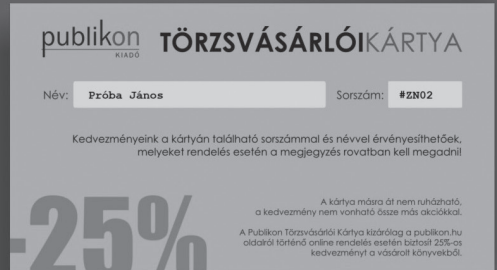 publikon
KIADÓ
TÖRZSVÁSÁRLÓIKÁRTYA
Név: Próba János Sorszám: #ZN02
Kedvezményeink a kártyán található sorszámmal és névvel érvényesíthetőek,
melyeket rendelés esetén a megjegyzés rovatban kell megadni!
-25%
A kártya másra át nem ruházható,
a kedvezmény nem vonható össze más akciókkal.
A Publikon Törzsvásárlói Kártya kizárólag a publikon.hu
oldalról történő online rendelés esetén biztosít 25%-os
kedvezményt a vásárolt könyvekből.